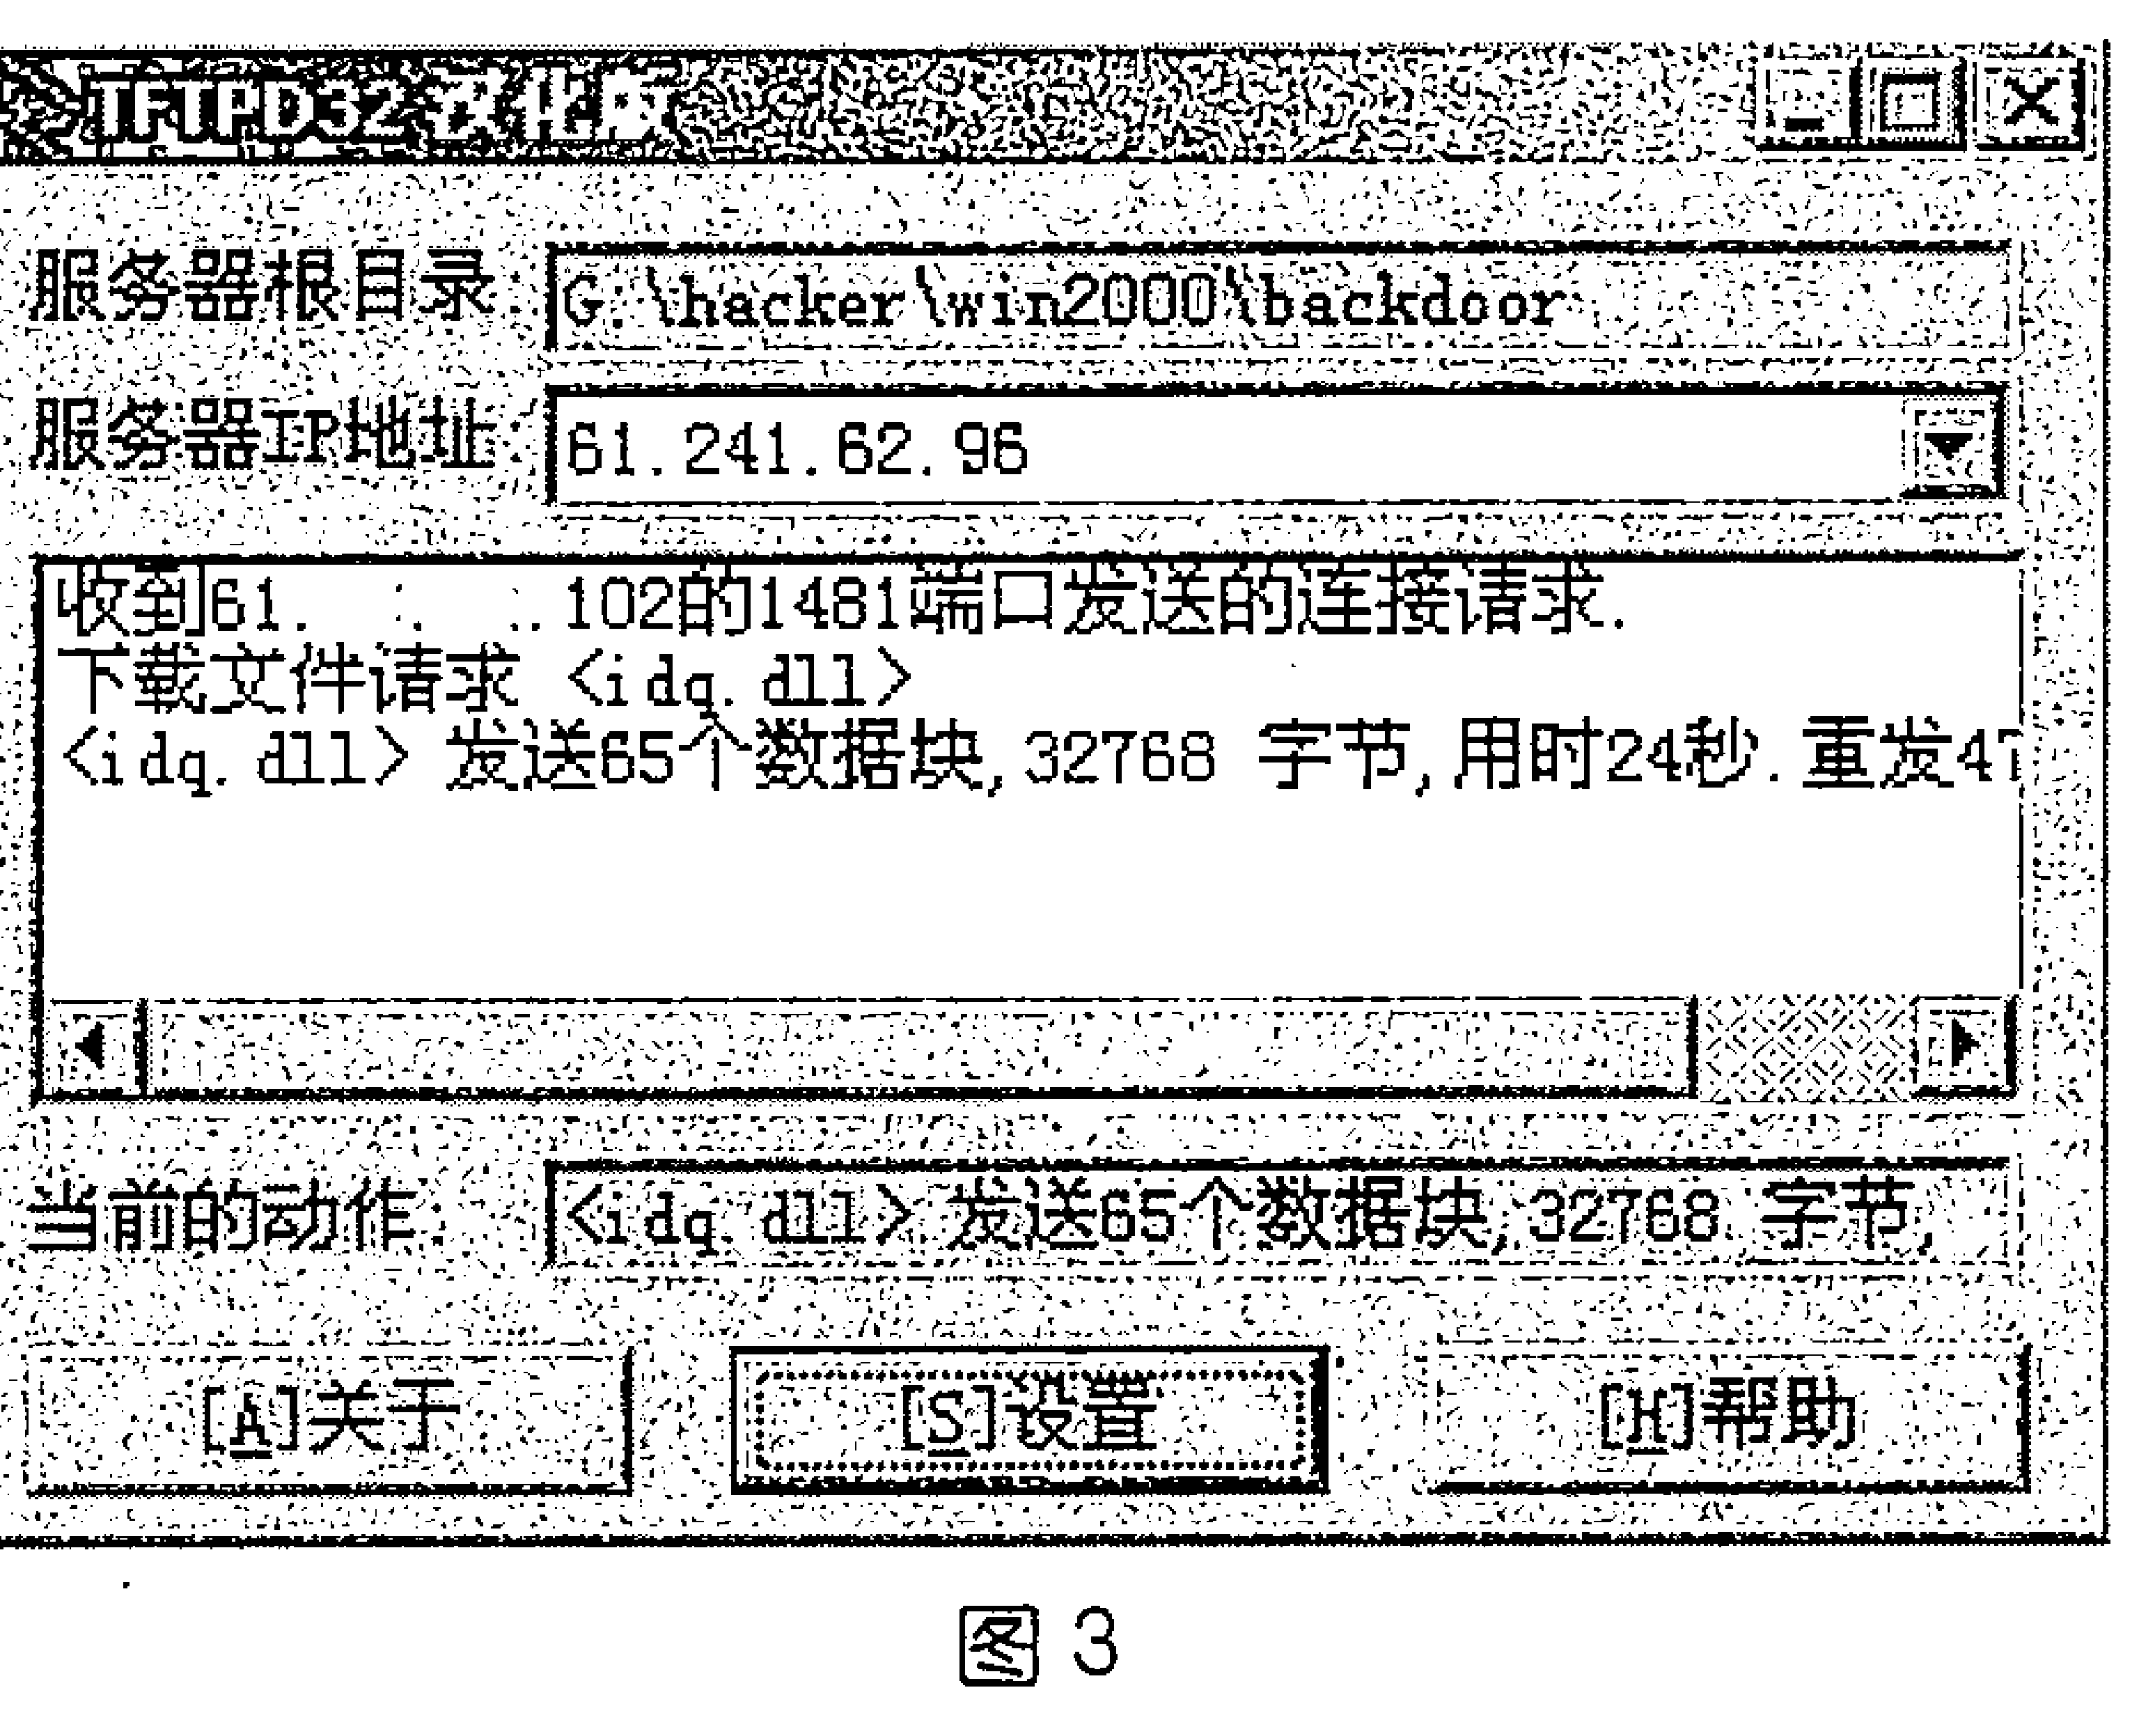 TFTPD32 汉化版
服务器根目录: G:\hacker\win2000\backdoor
服务器IP地址: 61.241.62.96
收到61. . .102的1481端口发送的连接请求.
下载文件请求 <idq.dll>
<idq.dll> 发送65个数据块,32768 字节,用时24秒.重发4
当前的动作: <idq.dll> 发送65个数据块,32768 字节,
[A]关于 [S]设置 [H]帮助
图 3